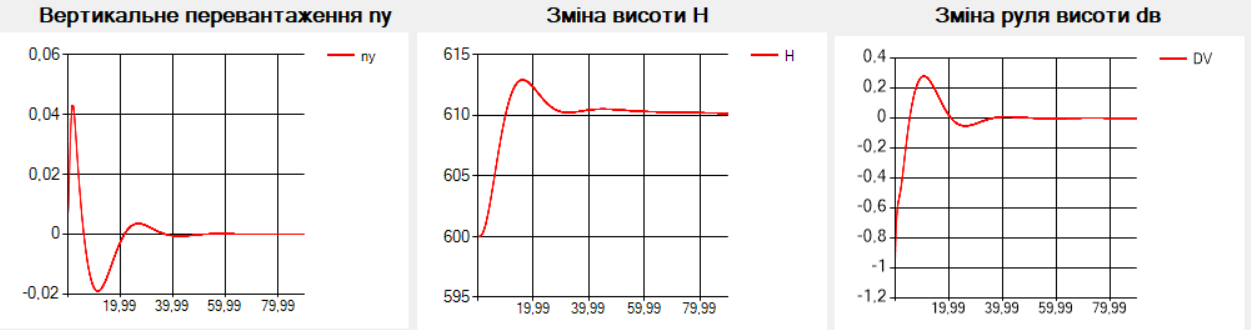 Вертикальне перевантаження ny
0,06
0,04
0,02
0
-0,02
19,99 39,99 59,99 79,99
ny
Зміна висоти H
615
610
605
600
595
19,99 39,99 59,99 79,99
H
Зміна руля висоти dв
0,4
0,2
0
-0,2
-0,4
-0,6
-0,8
-1
-1,2
19,99 39,99 59,99 79,99
DV